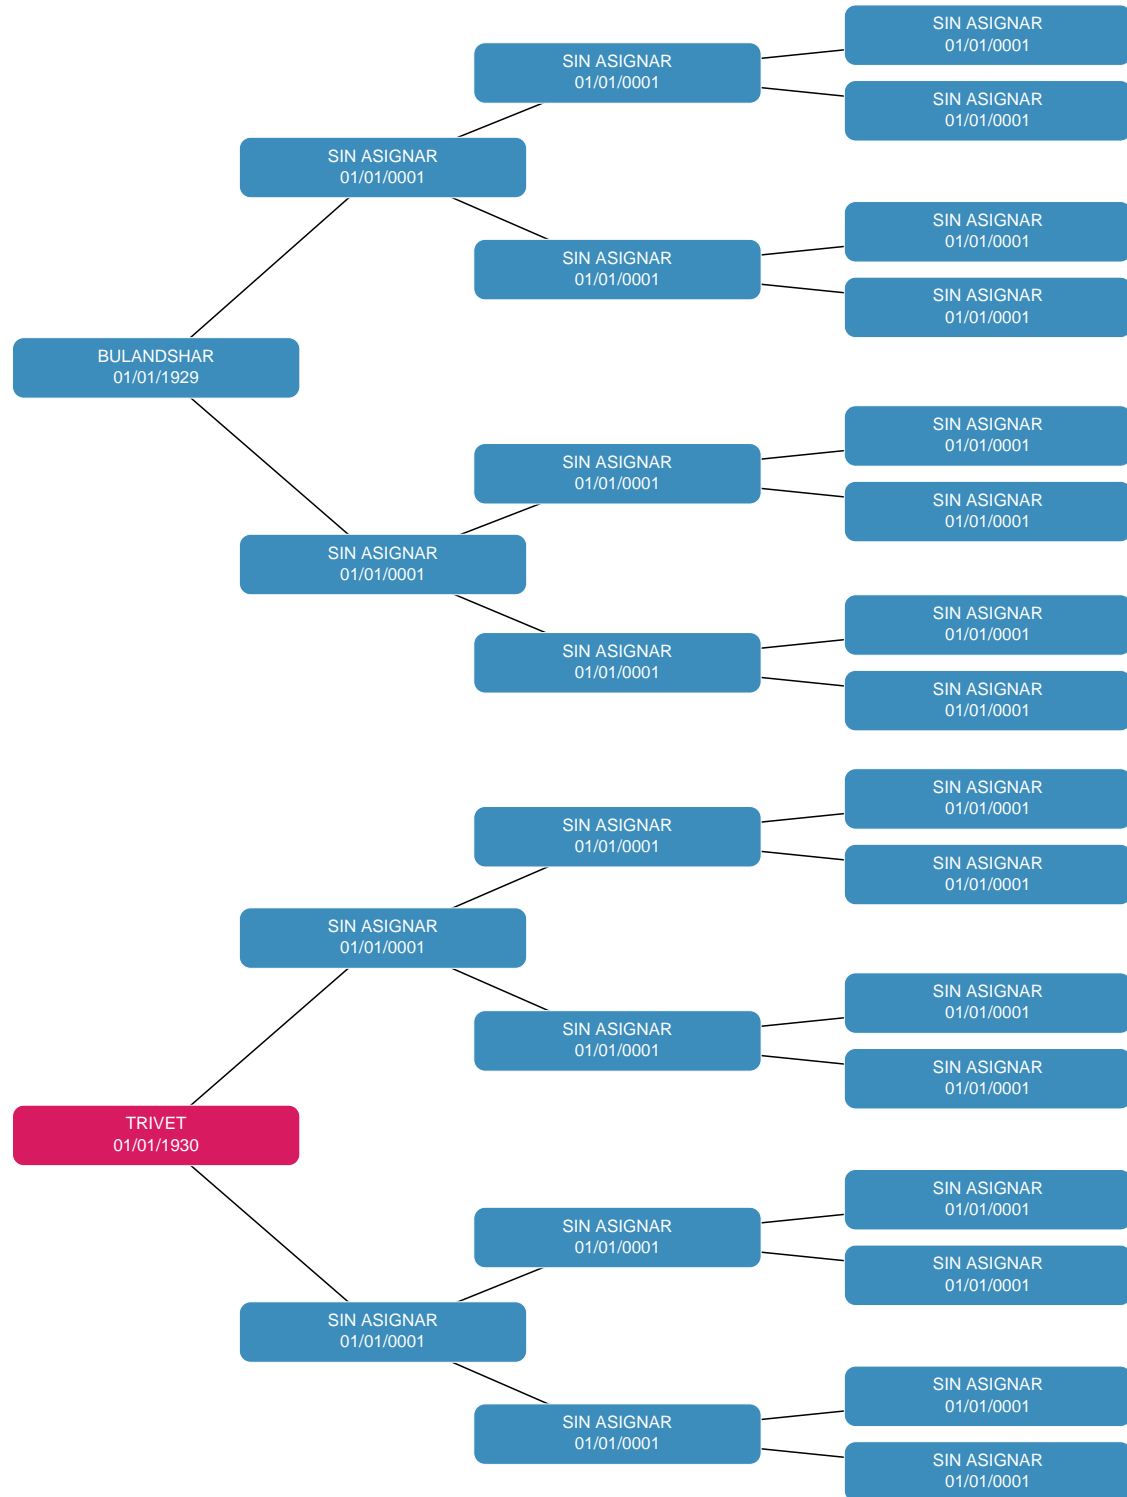 SIN ASIGNAR
01/01/0001
SIN ASIGNAR
01/01/0001
SIN ASIGNAR
01/01/0001
SIN ASIGNAR
01/01/0001
SIN ASIGNAR
01/01/0001
SIN ASIGNAR
01/01/0001
SIN ASIGNAR
01/01/0001
BULANDSHAR
01/01/1929
SIN ASIGNAR
01/01/0001
SIN ASIGNAR
01/01/0001
SIN ASIGNAR
01/01/0001
SIN ASIGNAR
01/01/0001
SIN ASIGNAR
01/01/0001
SIN ASIGNAR
01/01/0001
SIN ASIGNAR
01/01/0001
SIN ASIGNAR
01/01/0001
SIN ASIGNAR
01/01/0001
SIN ASIGNAR
01/01/0001
SIN ASIGNAR
01/01/0001
SIN ASIGNAR
01/01/0001
SIN ASIGNAR
01/01/0001
SIN ASIGNAR
01/01/0001
TRIVET
01/01/1930
SIN ASIGNAR
01/01/0001
SIN ASIGNAR
01/01/0001
SIN ASIGNAR
01/01/0001
SIN ASIGNAR
01/01/0001
SIN ASIGNAR
01/01/0001
SIN ASIGNAR
01/01/0001
SIN ASIGNAR
01/01/0001